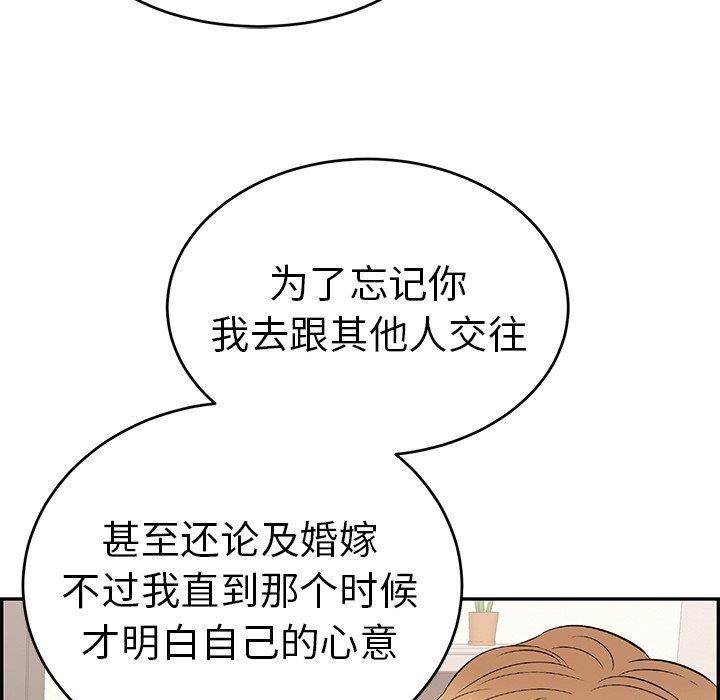 为了忘记你
我去跟其他人交往
甚至还论及婚嫁
不过我直到那个时候
才明白自己的心意